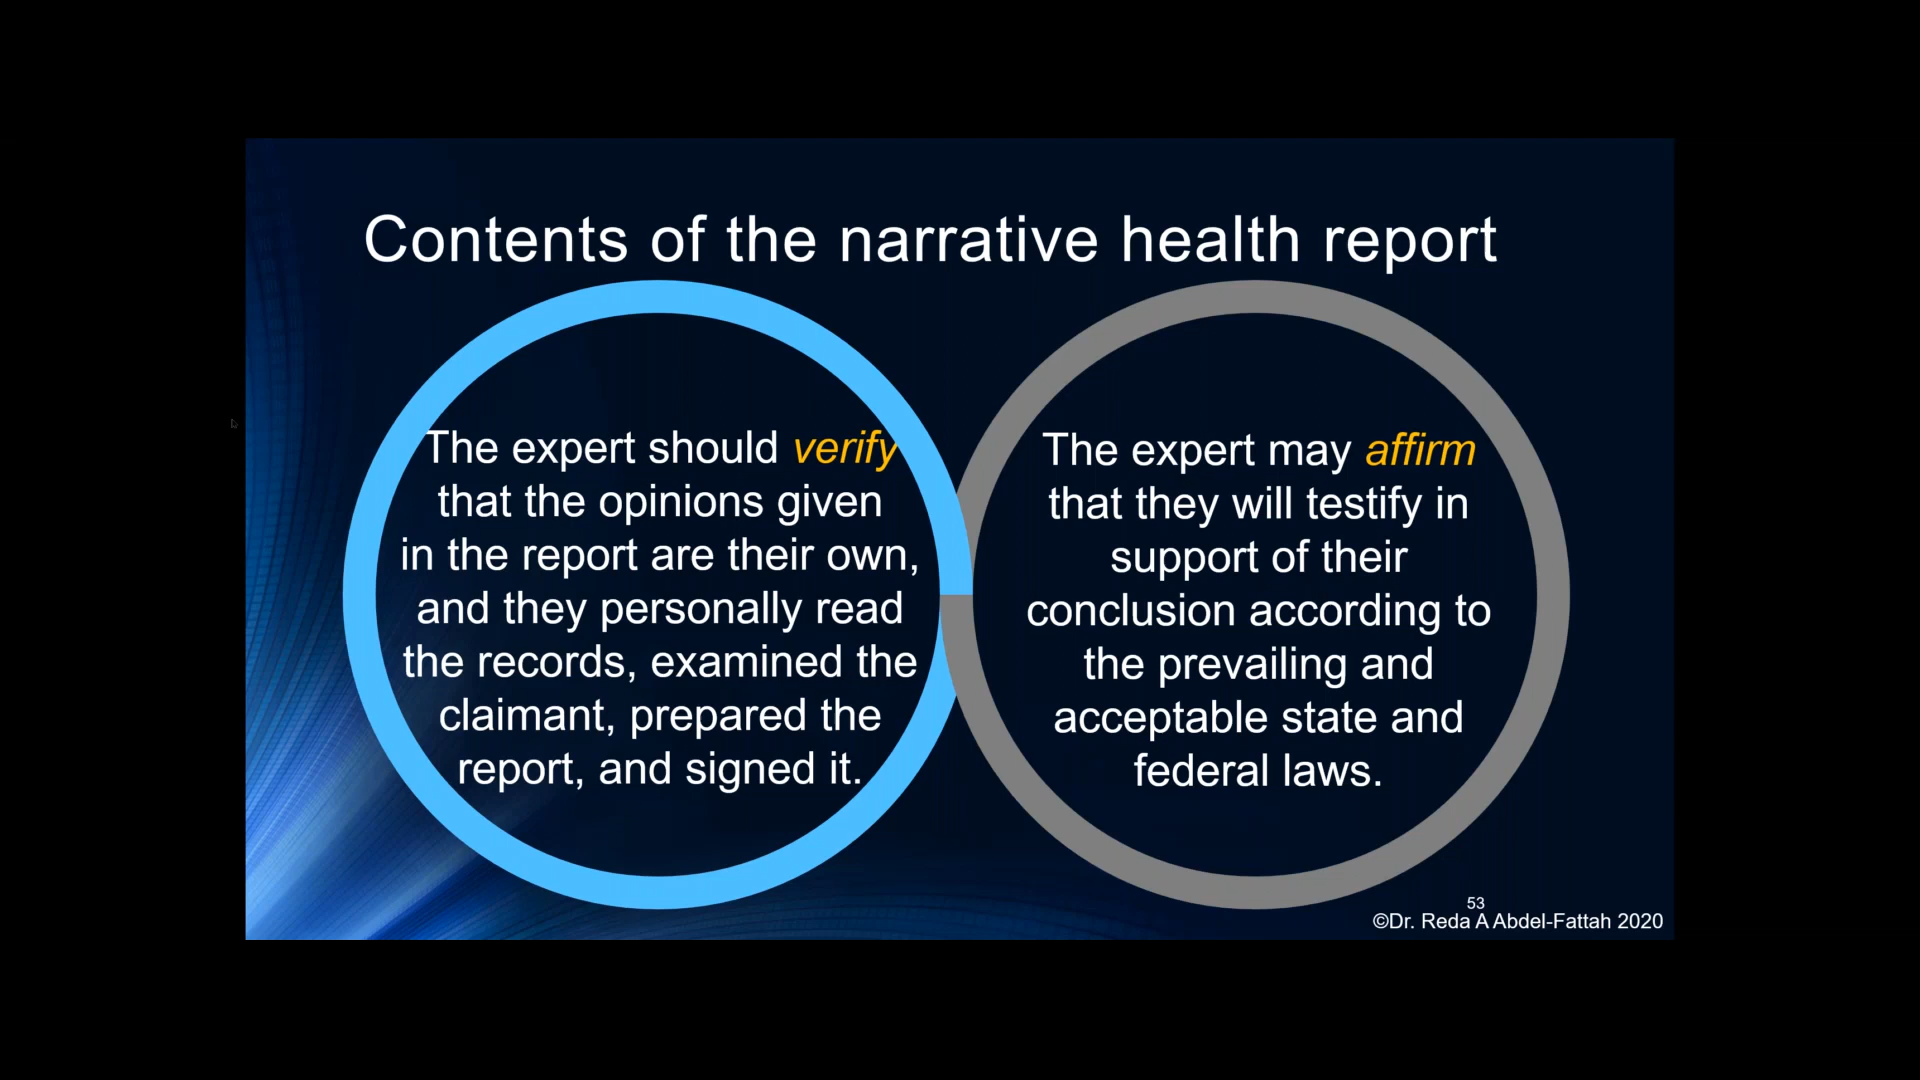 Contents of the narrative health report
The expert should verify
that the opinions given
in the report are their own,
and they personally read
the records, examined the
claimant, prepared the
report, and signed it.
The expert may affirm
that they will testify in
support of their
conclusion according to
the prevailing and
acceptable state and
federal laws.
53
©Dr. Reda A Abdel-Fattah 2020